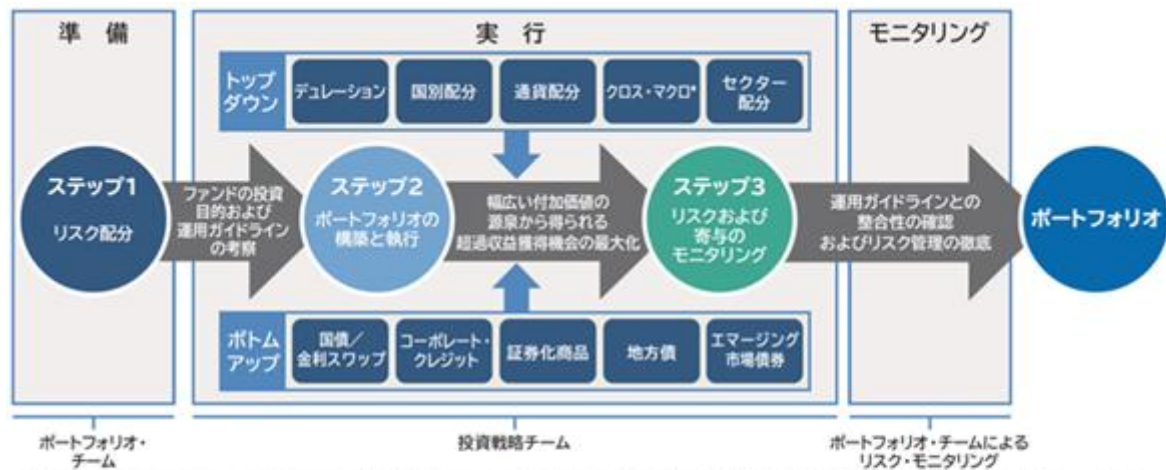 準 備
実 行
モニタリング
トップ
ダウン
デュレーション
国別配分
通貨配分
クロス・マクロ*
セクター
配分
ステップ1
リスク配分
ファンドの投資
目的および
運用ガイドライン
の考察
ステップ2
ポートフォリオの
構築と執行
幅広い付加価値の
源泉から得られる
超過収益獲得機会の最大化
ステップ3
リスクおよび
寄与の
モニタリング
運用ガイドラインとの
整合性の確認
およびリスク管理の徹底
ポートフォリオ
ボトム
アップ
国債/
金利スワップ
コーポレート・
クレジット
証券化商品
地方債
エマージング
市場債券
ポートフォリオ・
チーム
投資戦略チーム
ポートフォリオ・チームによる
リスク・モニタリング